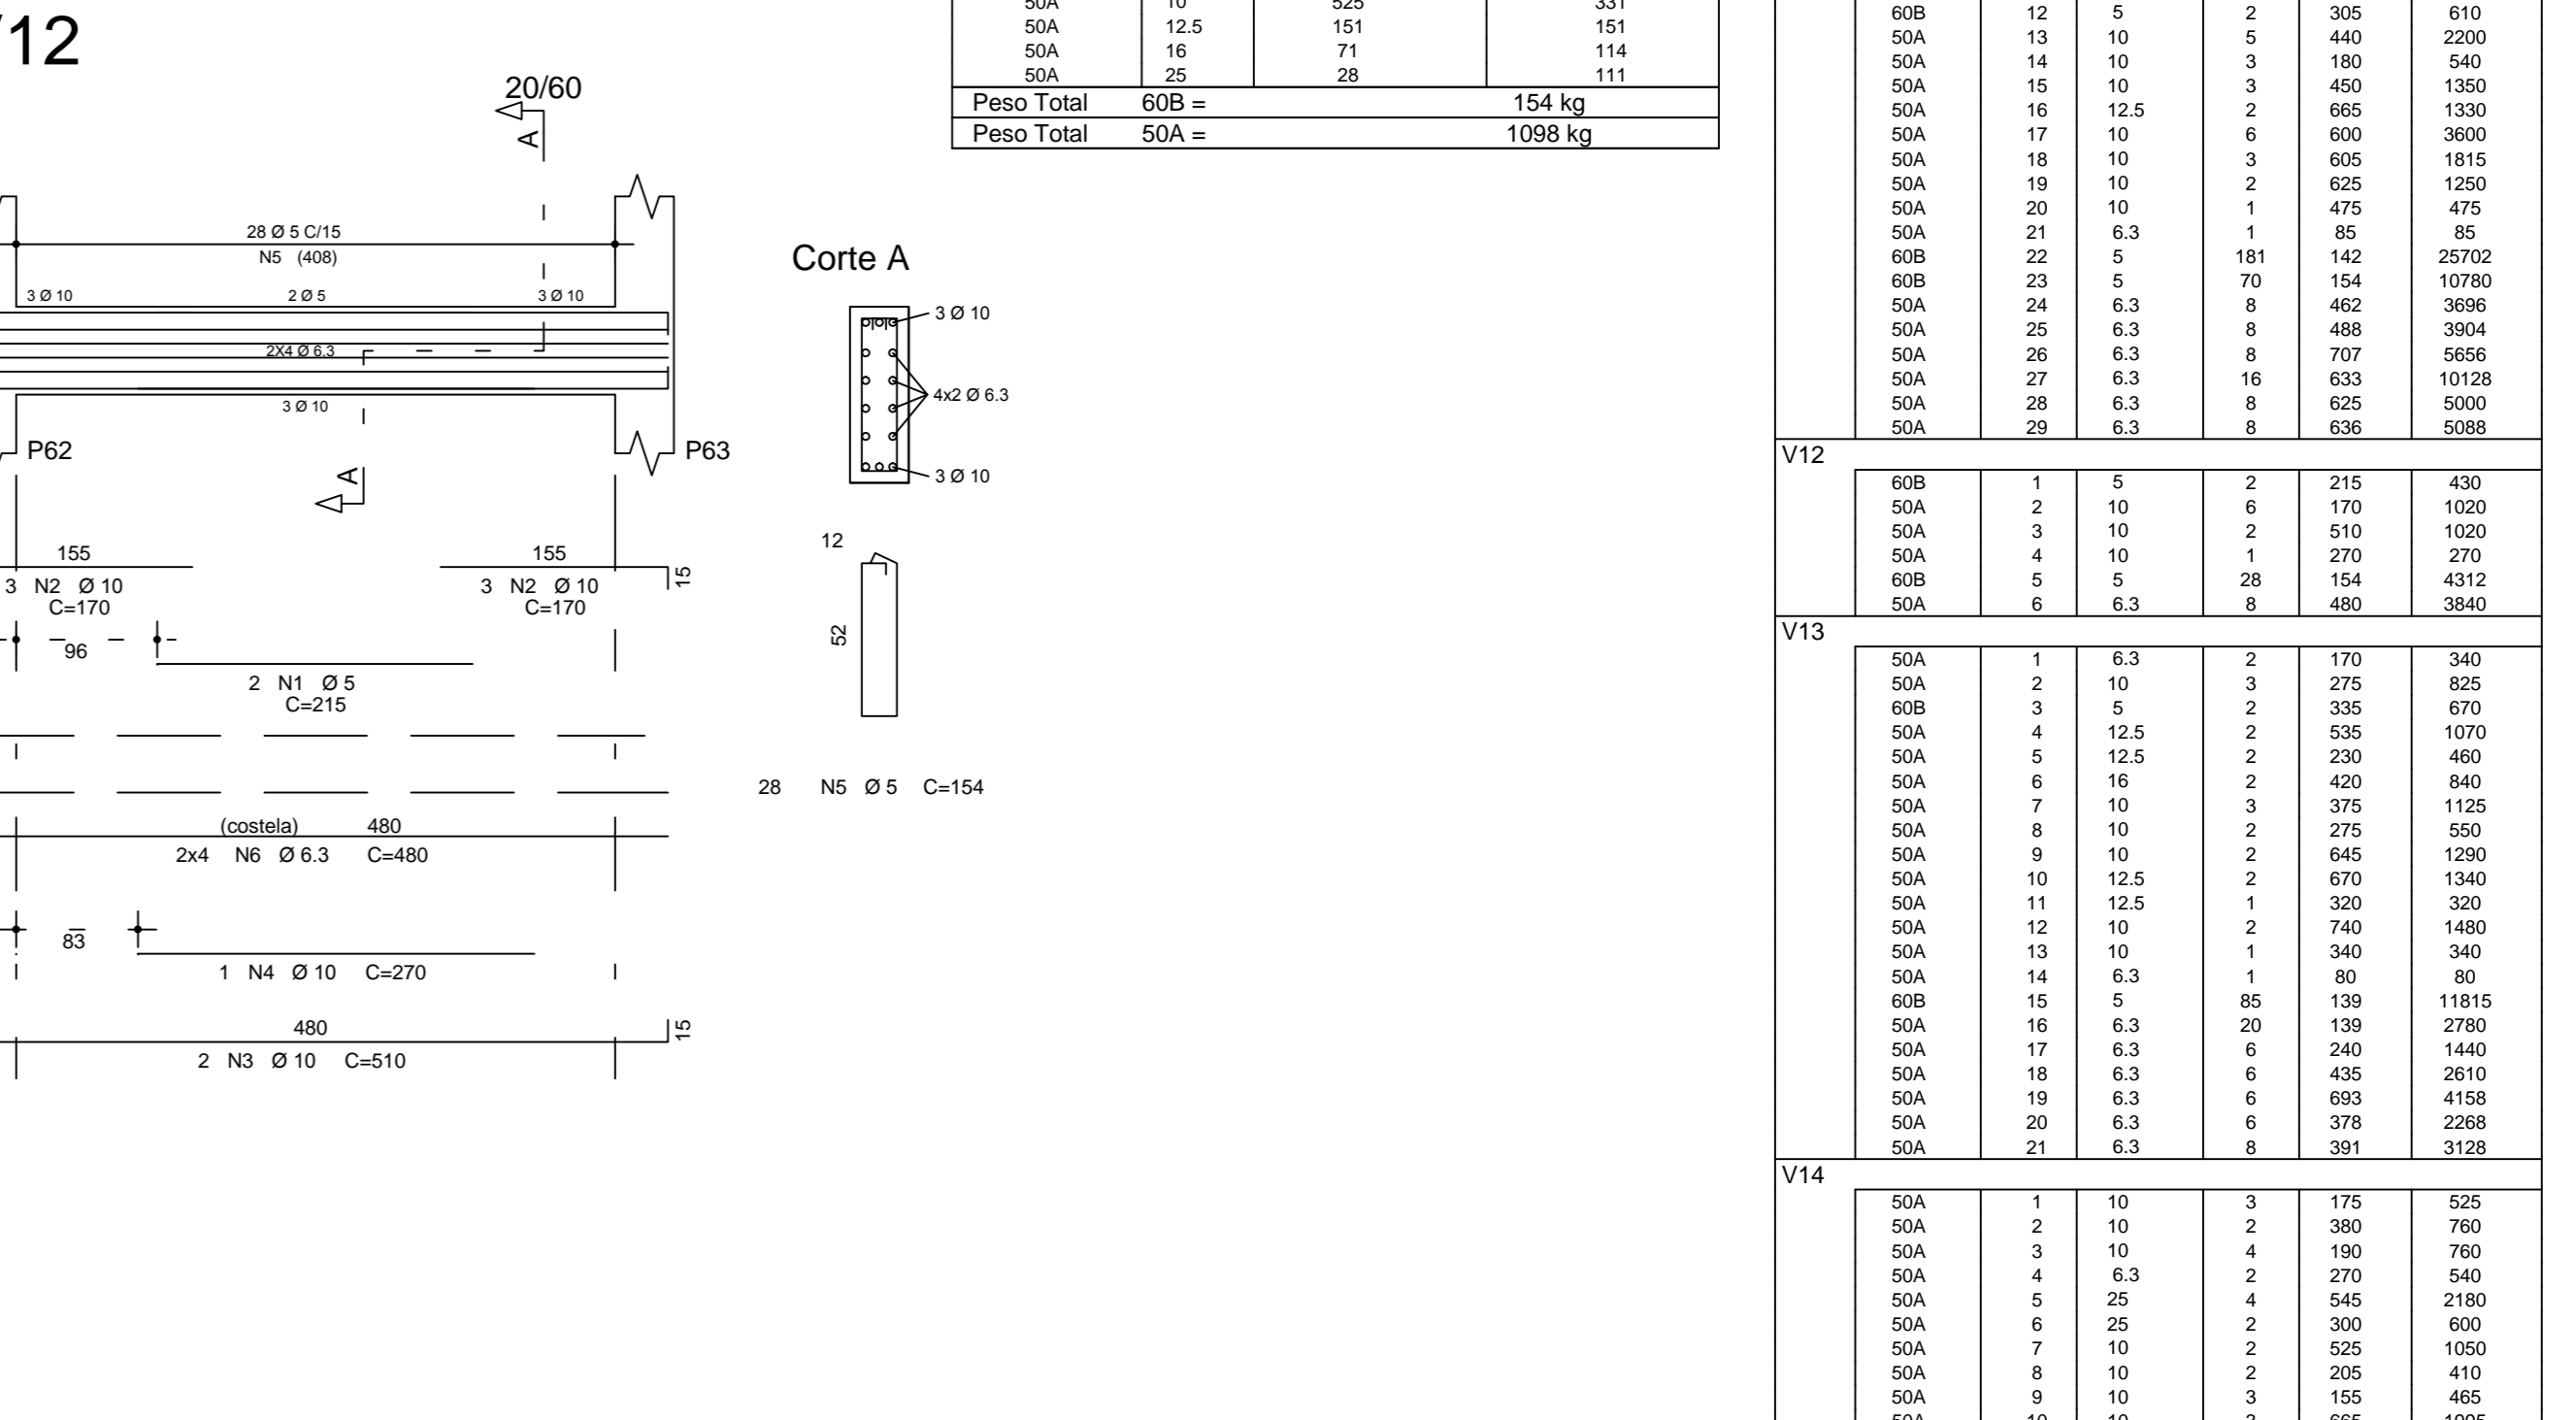 /12
50A 10 525 331
50A 12.5 151 151
50A 16 71 114
50A 25 28 111
Peso Total 60B = 154 kg
Peso Total 50A = 1098 kg
20/60
A
28 Ø 5 C/15
N5 (408)
3 Ø 10 2 Ø 5 3 Ø 10
2X4 Ø 6.3
3 Ø 10
P62 P63
A
155 155
3 N2 Ø 10 3 N2 Ø 10 15
C=170 C=170
96
2 N1 Ø 5
C=215
(costela) 480
2x4 N6 Ø 6.3 C=480
83
1 N4 Ø 10 C=270
480 15
2 N3 Ø 10 C=510
Corte A
3 Ø 10
4x2 Ø 6.3
3 Ø 10
12
52
28 N5 Ø 5 C=154
60B 12 5 2 305 610
50A 13 10 5 440 2200
50A 14 10 3 180 540
50A 15 10 3 450 1350
50A 16 12.5 2 665 1330
50A 17 10 6 600 3600
50A 18 10 3 605 1815
50A 19 10 2 625 1250
50A 20 10 1 475 475
50A 21 6.3 1 85 85
60B 22 5 181 142 25702
60B 23 5 70 154 10780
50A 24 6.3 8 462 3696
50A 25 6.3 8 488 3904
50A 26 6.3 8 707 5656
50A 27 6.3 16 633 10128
50A 28 6.3 8 625 5000
50A 29 6.3 8 636 5088
V12
60B 1 5 2 215 430
50A 2 10 6 170 1020
50A 3 10 2 510 1020
50A 4 10 1 270 270
60B 5 5 28 154 4312
50A 6 6.3 8 480 3840
V13
50A 1 6.3 2 170 340
50A 2 10 3 275 825
60B 3 5 2 335 670
50A 4 12.5 2 535 1070
50A 5 12.5 2 230 460
50A 6 16 2 420 840
50A 7 10 3 375 1125
50A 8 10 2 275 550
50A 9 10 2 645 1290
50A 10 12.5 2 670 1340
50A 11 12.5 1 320 320
50A 12 10 2 740 1480
50A 13 10 1 340 340
50A 14 6.3 1 80 80
60B 15 5 85 139 11815
50A 16 6.3 20 139 2780
50A 17 6.3 6 240 1440
50A 18 6.3 6 435 2610
50A 19 6.3 6 693 4158
50A 20 6.3 6 378 2268
50A 21 6.3 8 391 3128
V14
50A 1 10 3 175 525
50A 2 10 2 380 760
50A 3 10 4 190 760
50A 4 6.3 2 270 540
50A 5 25 4 545 2180
50A 6 25 2 300 600
50A 7 10 2 525 1050
50A 8 10 2 205 410
50A 9 10 3 155 465